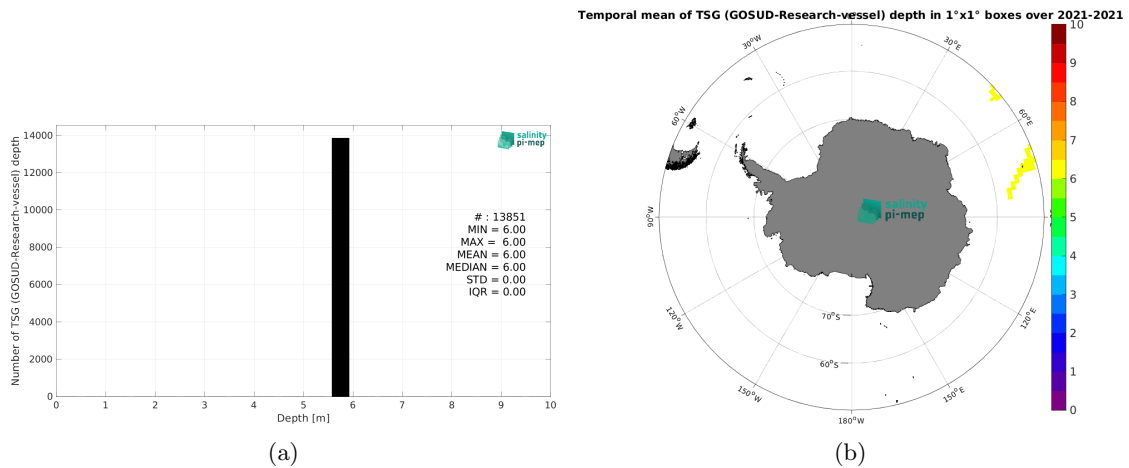 Temporal mean of TSG (GOSUD-Research-vessel) depth in 1°x1° boxes over 2021-2021
Number of TSG (GOSUD-Research-vessel) depth
14000
12000
10000
8000
6000
4000
2000
0
0 1 2 3 4 5 6 7 8 9 10
Depth [m]
salinity
pi-mep
# : 13851
MIN = 6.00
MAX = 6.00
MEAN = 6.00
MEDIAN = 6.00
STD = 0.00
IQR = 0.00
(a)
30°W
30°E
60°W
60°E
90°W
120°W
120°E
150°W
150°E
180°W
70°S
60°S
salinity
pi-mep
10
9
8
7
6
5
4
3
2
1
0
(b)